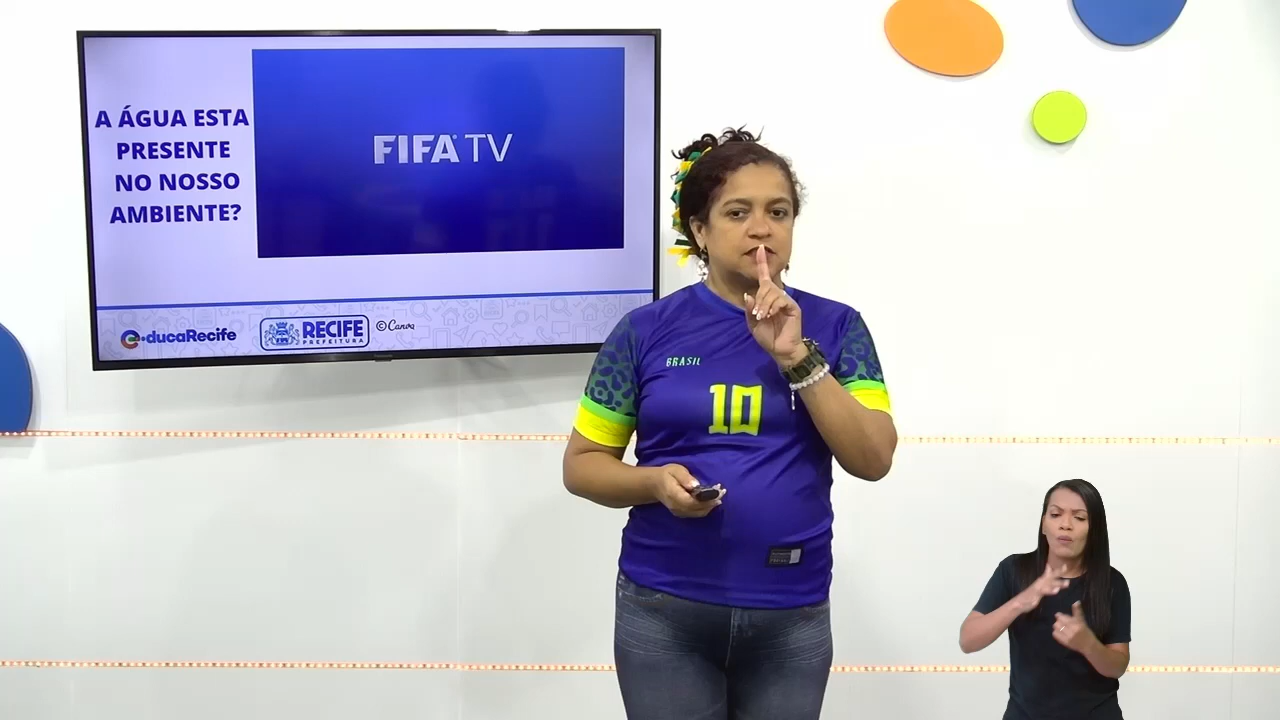 A ÁGUA ESTA
PRESENTE
NO NOSSO
AMBIENTE?
FIFA TV
EducaRecife
RECIFE
PREFEITURA
© Canva
BRASIL
10